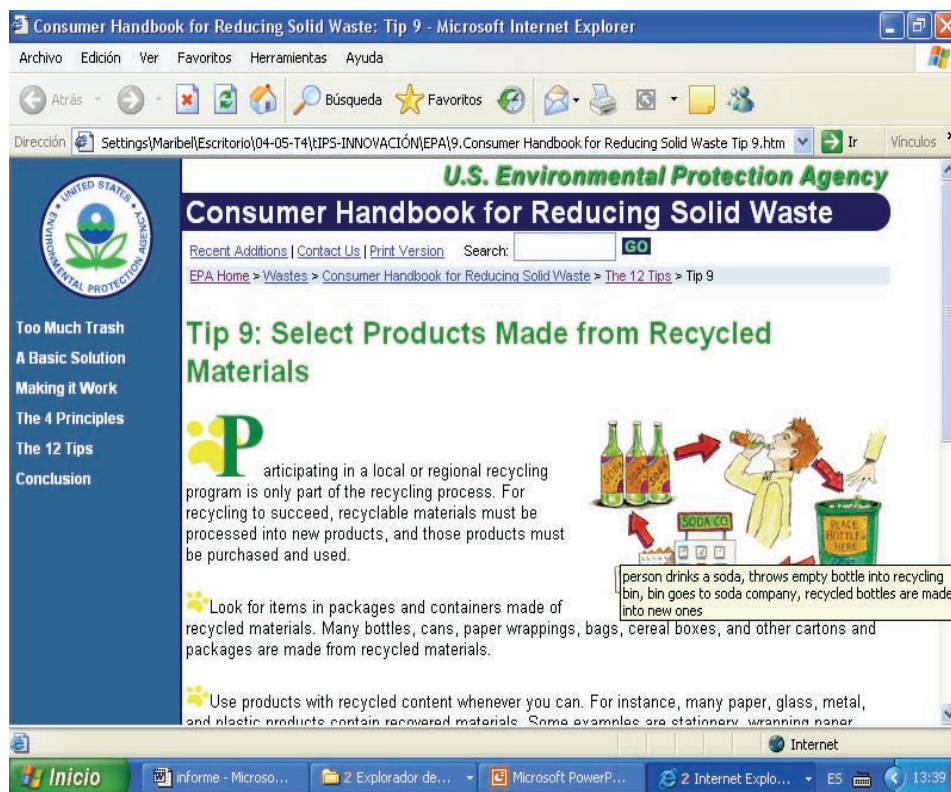 Consumer Handbook for Reducing Solid Waste: Tip 9 - Microsoft Internet Explorer
Archivo Edición Ver Favoritos Herramientas Ayuda
Atrás Búsqueda Favoritos
Dirección Settings\Maribel\Escritorio\04-05-T4\tIPS-INNOVACIÓN\EPA\9.Consumer Handbook for Reducing Solid Waste Tip 9.htm Ir Vínculos
UNITED STATES ENVIRONMENTAL PROTECTION AGENCY
U.S. Environmental Protection Agency
Consumer Handbook for Reducing Solid Waste
Recent Additions | Contact Us | Print Version Search: GO
EPA Home > Wastes > Consumer Handbook for Reducing Solid Waste > The 12 Tips > Tip 9
Too Much Trash
A Basic Solution
Making it Work
The 4 Principles
The 12 Tips
Conclusion
Tip 9: Select Products Made from Recycled
Materials
Participating in a local or regional recycling
program is only part of the recycling process. For
recycling to succeed, recyclable materials must be
processed into new products, and those products must
be purchased and used.
SODA SODA SODA
SODA CO
PLACE
BOTTLES
HERE
person drinks a soda, throws empty bottle into recycling
bin, bin goes to soda company, recycled bottles are made
into new ones
Look for items in packages and containers made of
recycled materials. Many bottles, cans, paper wrappings, bags, cereal boxes, and other cartons and
packages are made from recycled materials.
Use products with recycled content whenever you can. For instance, many paper, glass, metal,
and plastic products contain recovered materials. Some examples are stationery, wrapping paper,
Internet
Inicio informe - Microso... 2 Explorador de... Microsoft PowerP... 2 Internet Explo... ES 13:39